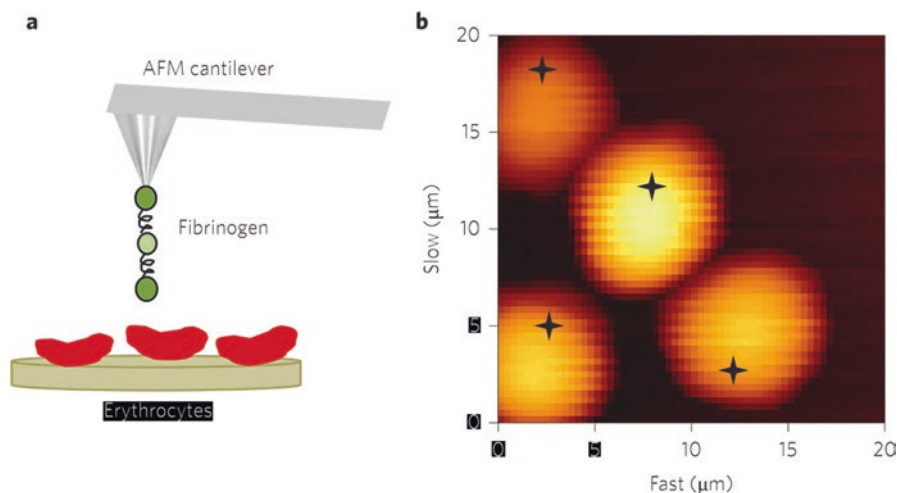 a
AFM cantilever
Fibrinogen
Erythrocytes
b
20
15
10
5
0
Slow (μm)
0 5 10 15 20
Fast (μm)